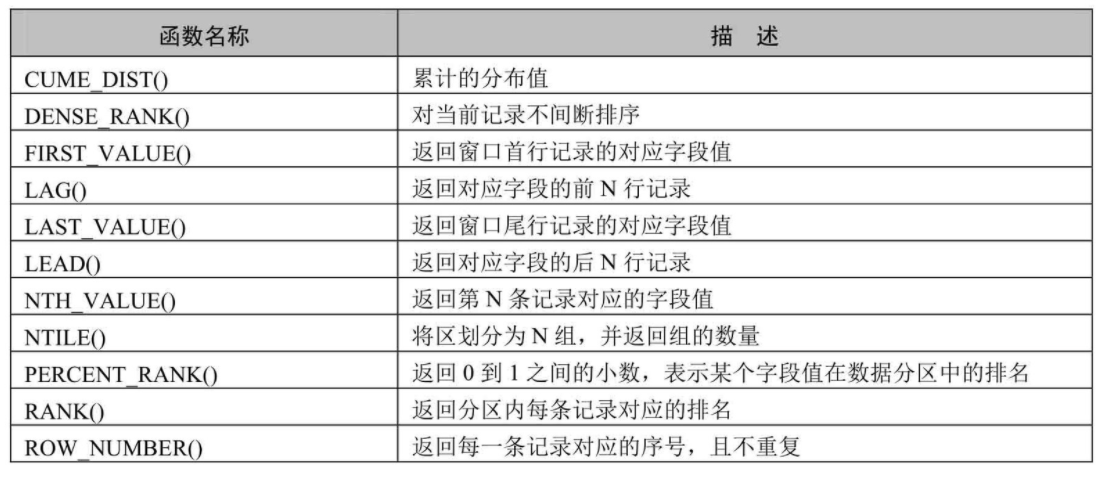 函数名称 描 述
CUME_DIST() 累计的分布值
DENSE_RANK() 对当前记录不间断排序
FIRST_VALUE() 返回窗口首行记录的对应字段值
LAG() 返回对应字段的前 N 行记录
LAST_VALUE() 返回窗口尾行记录的对应字段值
LEAD() 返回对应字段的后 N 行记录
NTH_VALUE() 返回第 N 条记录对应的字段值
NTILE() 将区划分为 N 组，并返回组的数量
PERCENT_RANK() 返回 0 到 1 之间的小数，表示某个字段值在数据分区中的排名
RANK() 返回分区内每条记录对应的排名
ROW_NUMBER() 返回每一条记录对应的序号，且不重复